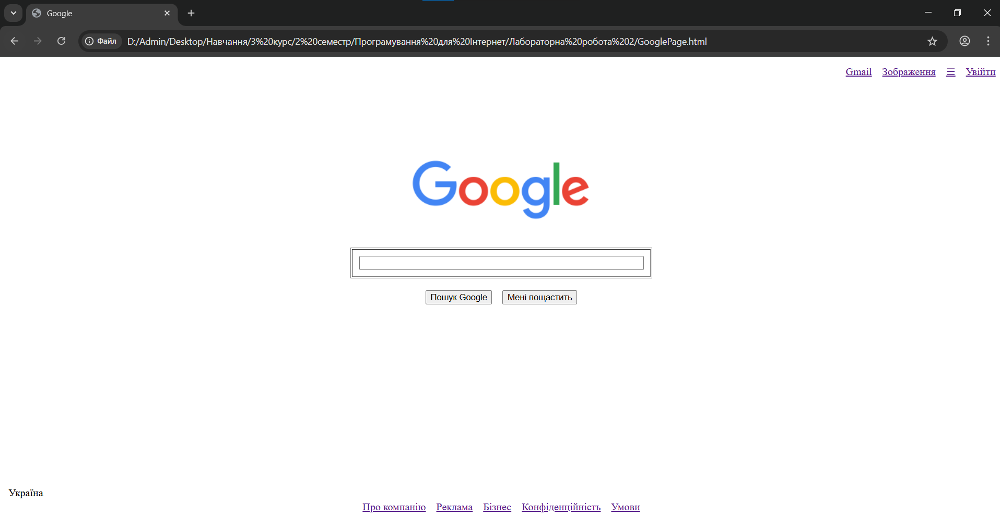 Google
Файл D:/Admin/Desktop/Навчання/3%20курс/2%20семестр/Програмування%20для%20Інтернет/Лабораторна%20робота%202/GooglePage.html
Gmail Зображення ☰ Увійти
Google
Пошук Google Мені пощастить
Україна
Про компанію Реклама Бізнес Конфіденційність Умови